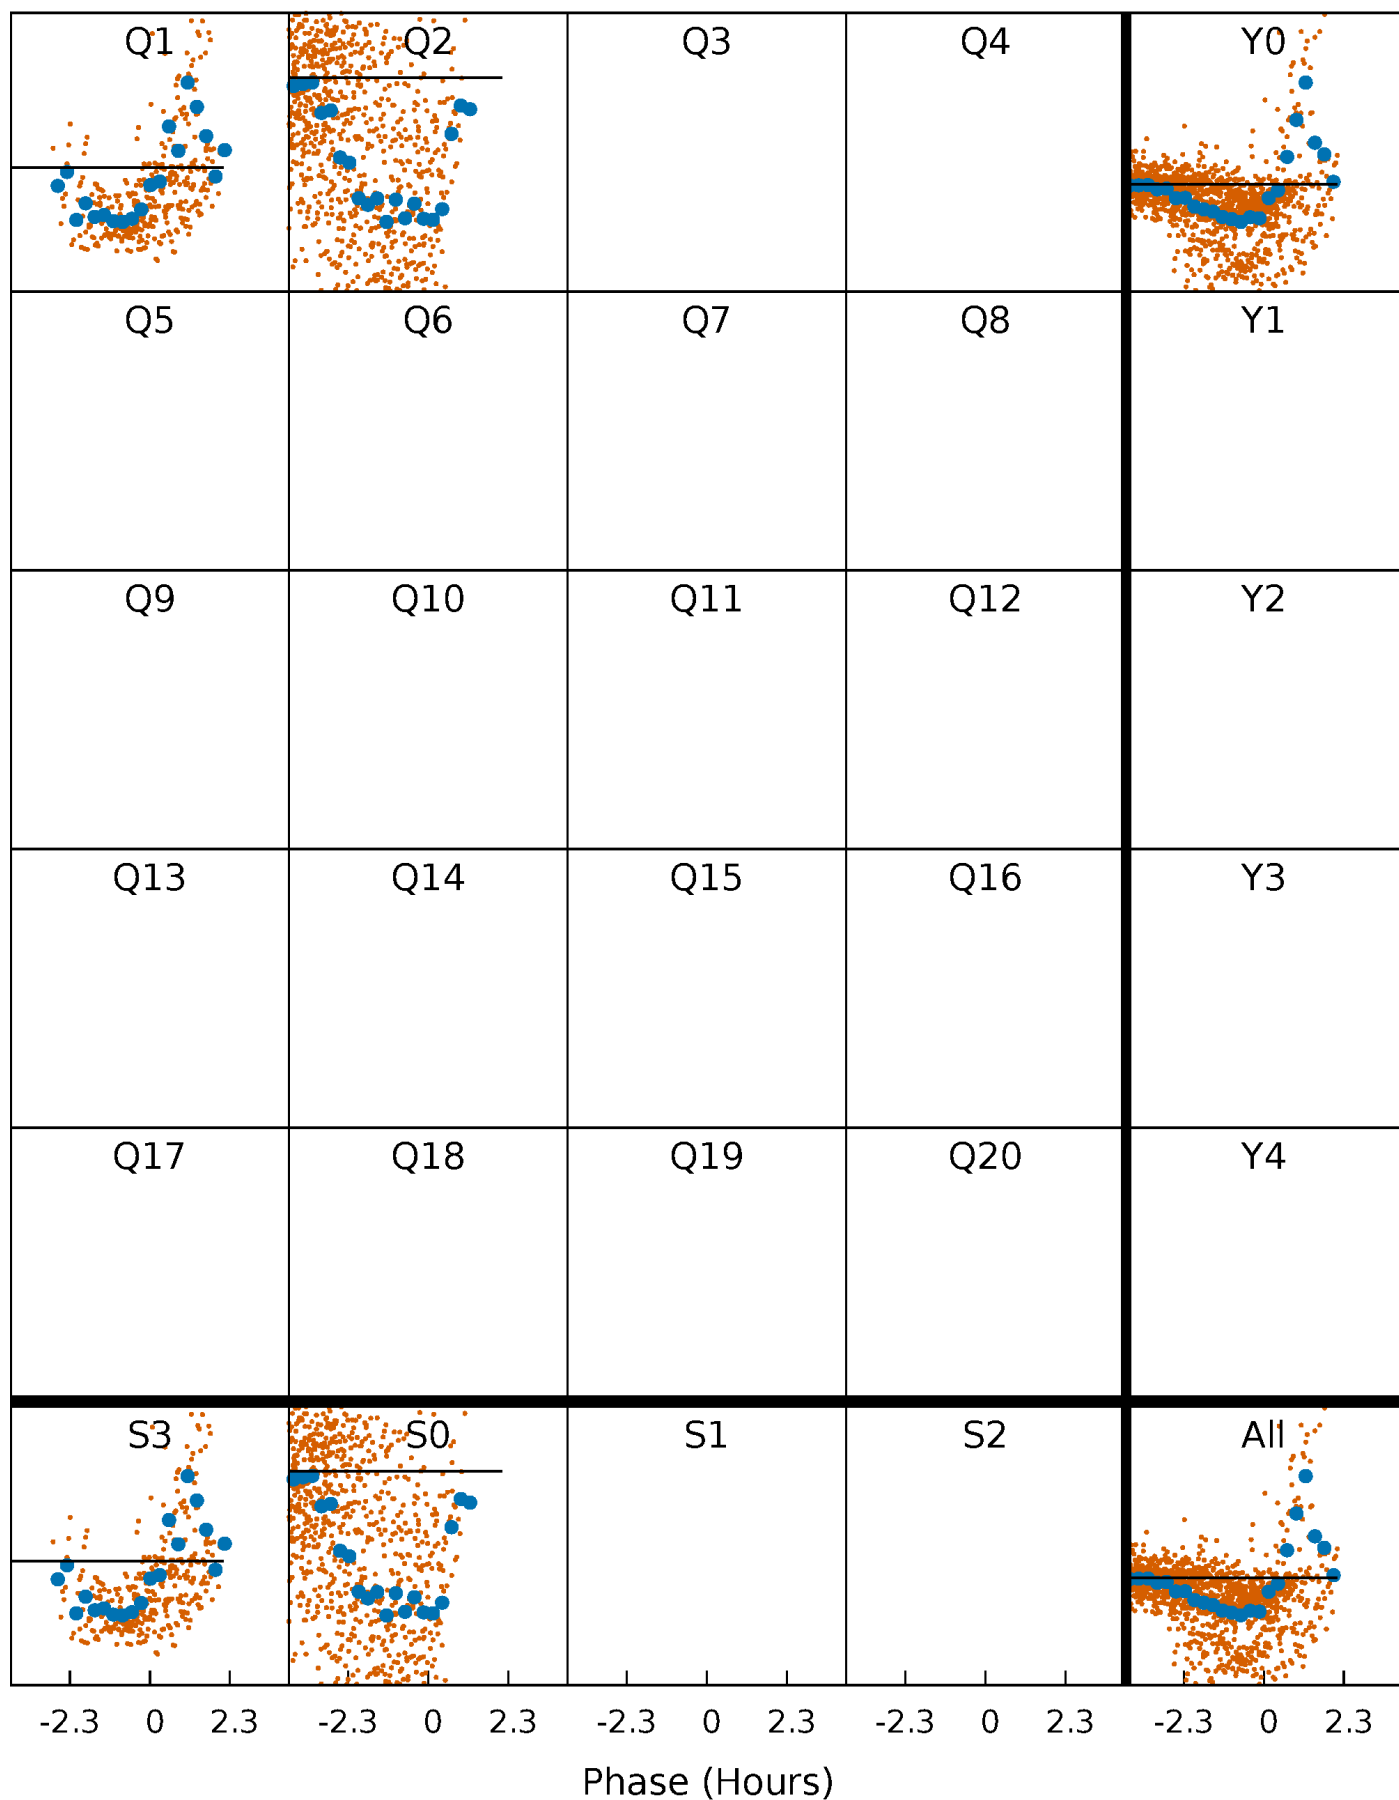 Q1 Q2 Q3 Q4 Y0
Q5 Q6 Q7 Q8 Y1
Q9 Q10 Q11 Q12 Y2
Q13 Q14 Q15 Q16 Y3
Q17 Q18 Q19 Q20 Y4
S3 S0 S1 S2 All
-2.3 0 2.3 -2.3 0 2.3 -2.3 0 2.3 -2.3 0 2.3 -2.3 0 2.3
Phase (Hours)